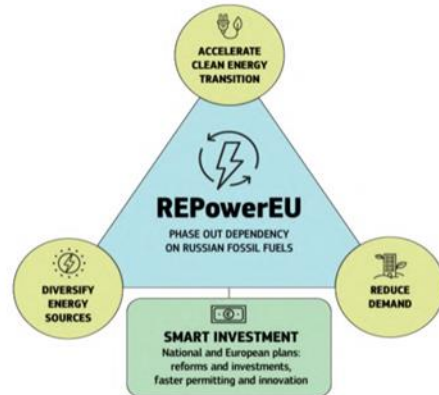 ACCELERATE
CLEAN ENERGY
TRANSITION
REPowerEU
PHASE OUT DEPENDENCY
ON RUSSIAN FOSSIL FUELS
DIVERSIFY
ENERGY
SOURCES
REDUCE
DEMAND
SMART INVESTMENT
National and European plans:
reforms and investments,
faster permitting and innovation